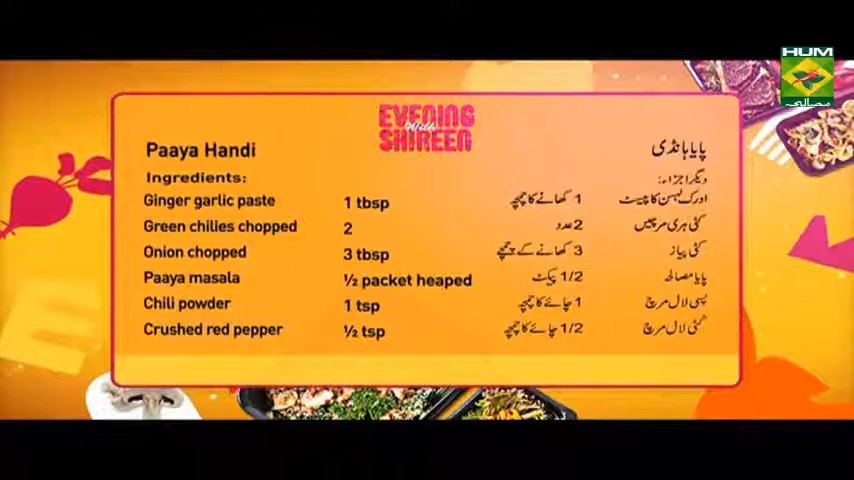 HUM
مصالحہ
EVENING
With
SHIREEN
Paaya Handi پایا ہانڈی
Ingredients: دیگر اجزاء:
Ginger garlic paste 1 tbsp 1 کھانے کا چمچہ ادرک لہسن کا پیسٹ
Green chilies chopped 2 2 عدد کٹی ہری مرچیں
Onion chopped 3 tbsp 3 کھانے کے چمچے کٹی پیاز
Paaya masala ½ packet heaped 1/2 پیکٹ پایا مصالحہ
Chili powder 1 tsp 1 چائے کا چمچہ پسی لال مرچ
Crushed red pepper ½ tsp 1/2 چائے کا چمچہ کٹی لال مرچ